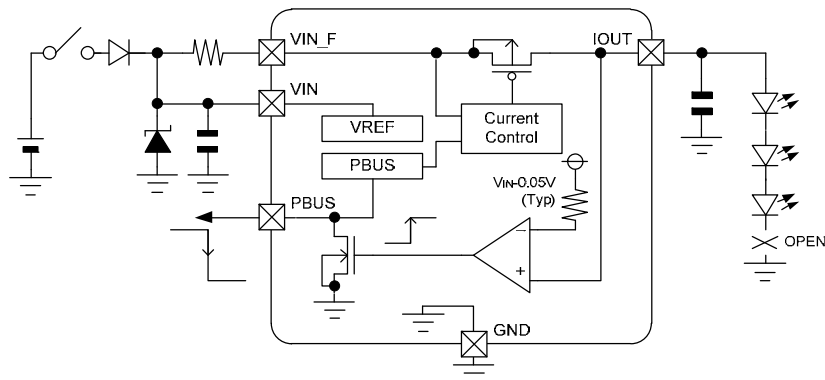 VIN_F
IOUT
VIN
VREF
Current
Control
PBUS
VIN-0.05V
(Typ)
PBUS
−
+
OPEN
GND